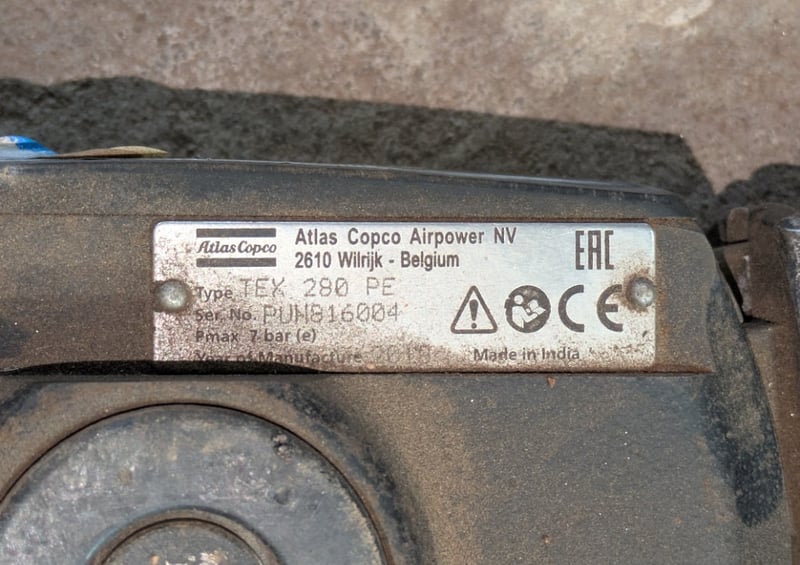 Atlas Copco
Atlas Copco Airpower NV
2610 Wilrijk - Belgium
EAC
Type TEX 280 PE
Ser. No. PUN816004
Pmax 7 bar (e)
Year of Manufacture
CE
Made in India